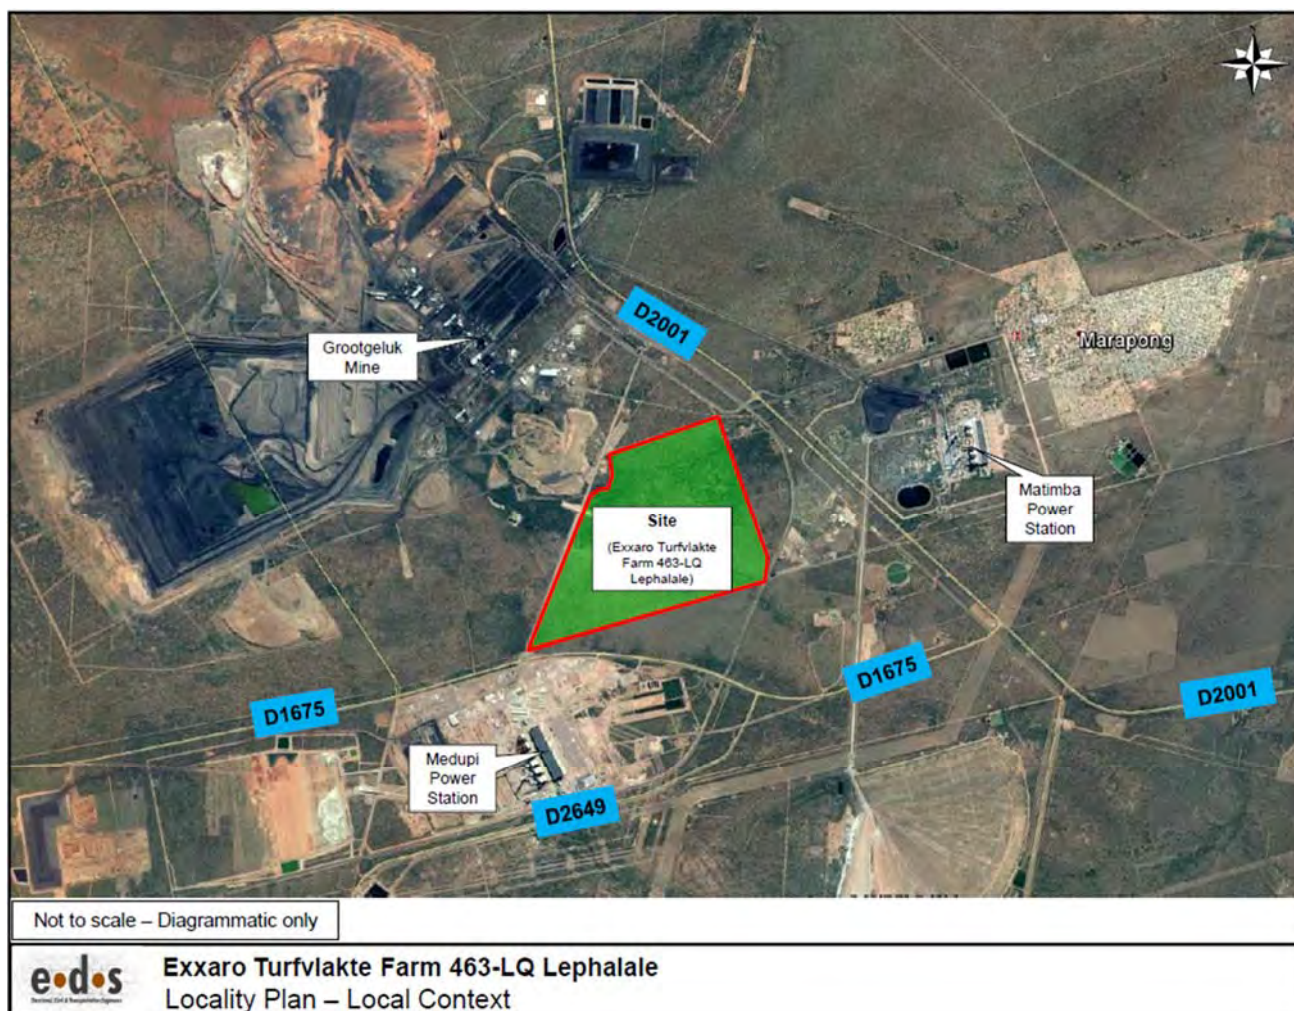 D2001
Grootgeluk
Mine
Marapong
Matimba
Power
Station
Site
(Exxaro Turfvlakte
Farm 463-LQ
Lephalale)
D1675
D1675
D2001
Medupi
Power
Station
D2649
Not to scale – Diagrammatic only
e•d•s
Exxaro Turfvlakte Farm 463-LQ Lephalale
Locality Plan – Local Context